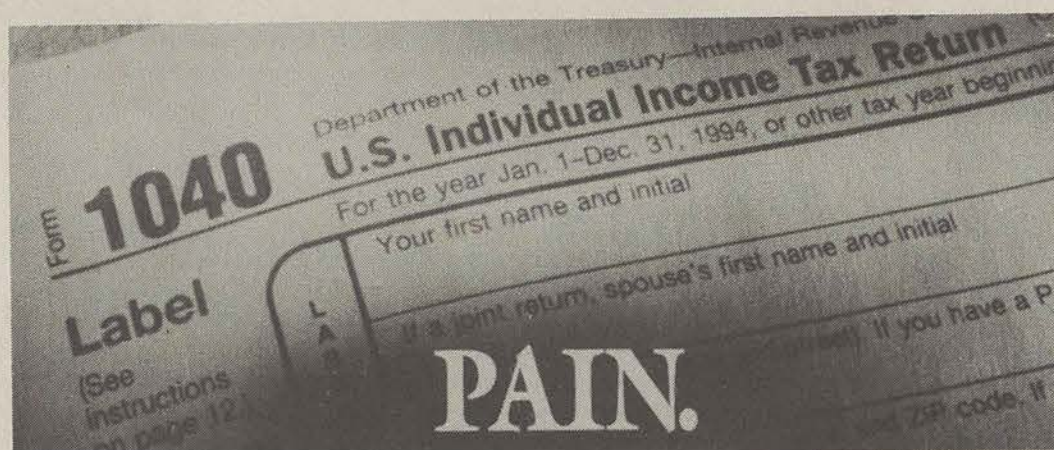 Department of the Treasury—Internal Revenue
Form 1040 U.S. Individual Income Tax Return
For the year Jan. 1–Dec. 31, 1994, or other tax year beginnin
Label
(See
instructions
on page 12.)
L
A
Your first name and initial
If a joint return, spouse's first name and initial
If you have a P
ZIP code. If
PAIN.